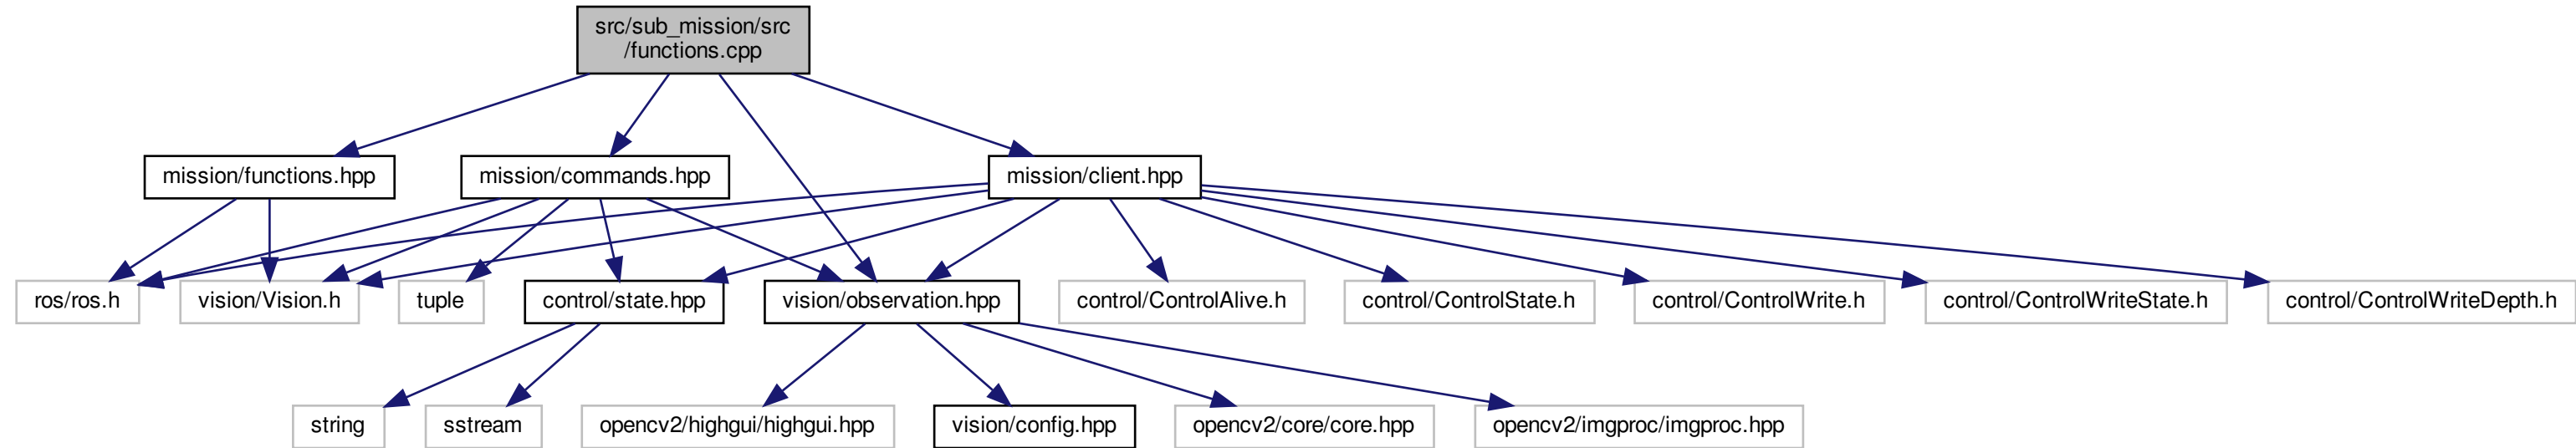 src/sub_mission/src
/functions.cpp
mission/functions.hpp
mission/commands.hpp
mission/client.hpp
ros/ros.h
vision/Vision.h
tuple
control/state.hpp
vision/observation.hpp
control/ControlAlive.h
control/ControlState.h
control/ControlWrite.h
control/ControlWriteState.h
control/ControlWriteDepth.h
string
sstream
opencv2/highgui/highgui.hpp
vision/config.hpp
opencv2/core/core.hpp
opencv2/imgproc/imgproc.hpp